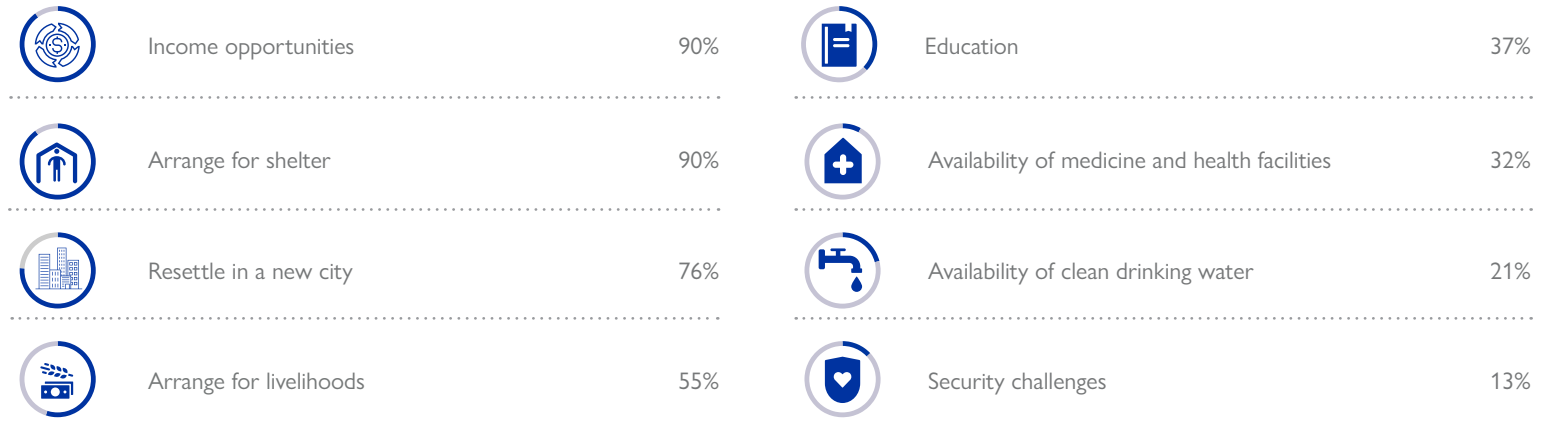 Income opportunities 90%
Arrange for shelter 90%
Resettle in a new city 76%
Arrange for livelihoods 55%
Education 37%
Availability of medicine and health facilities 32%
Availability of clean drinking water 21%
Security challenges 13%